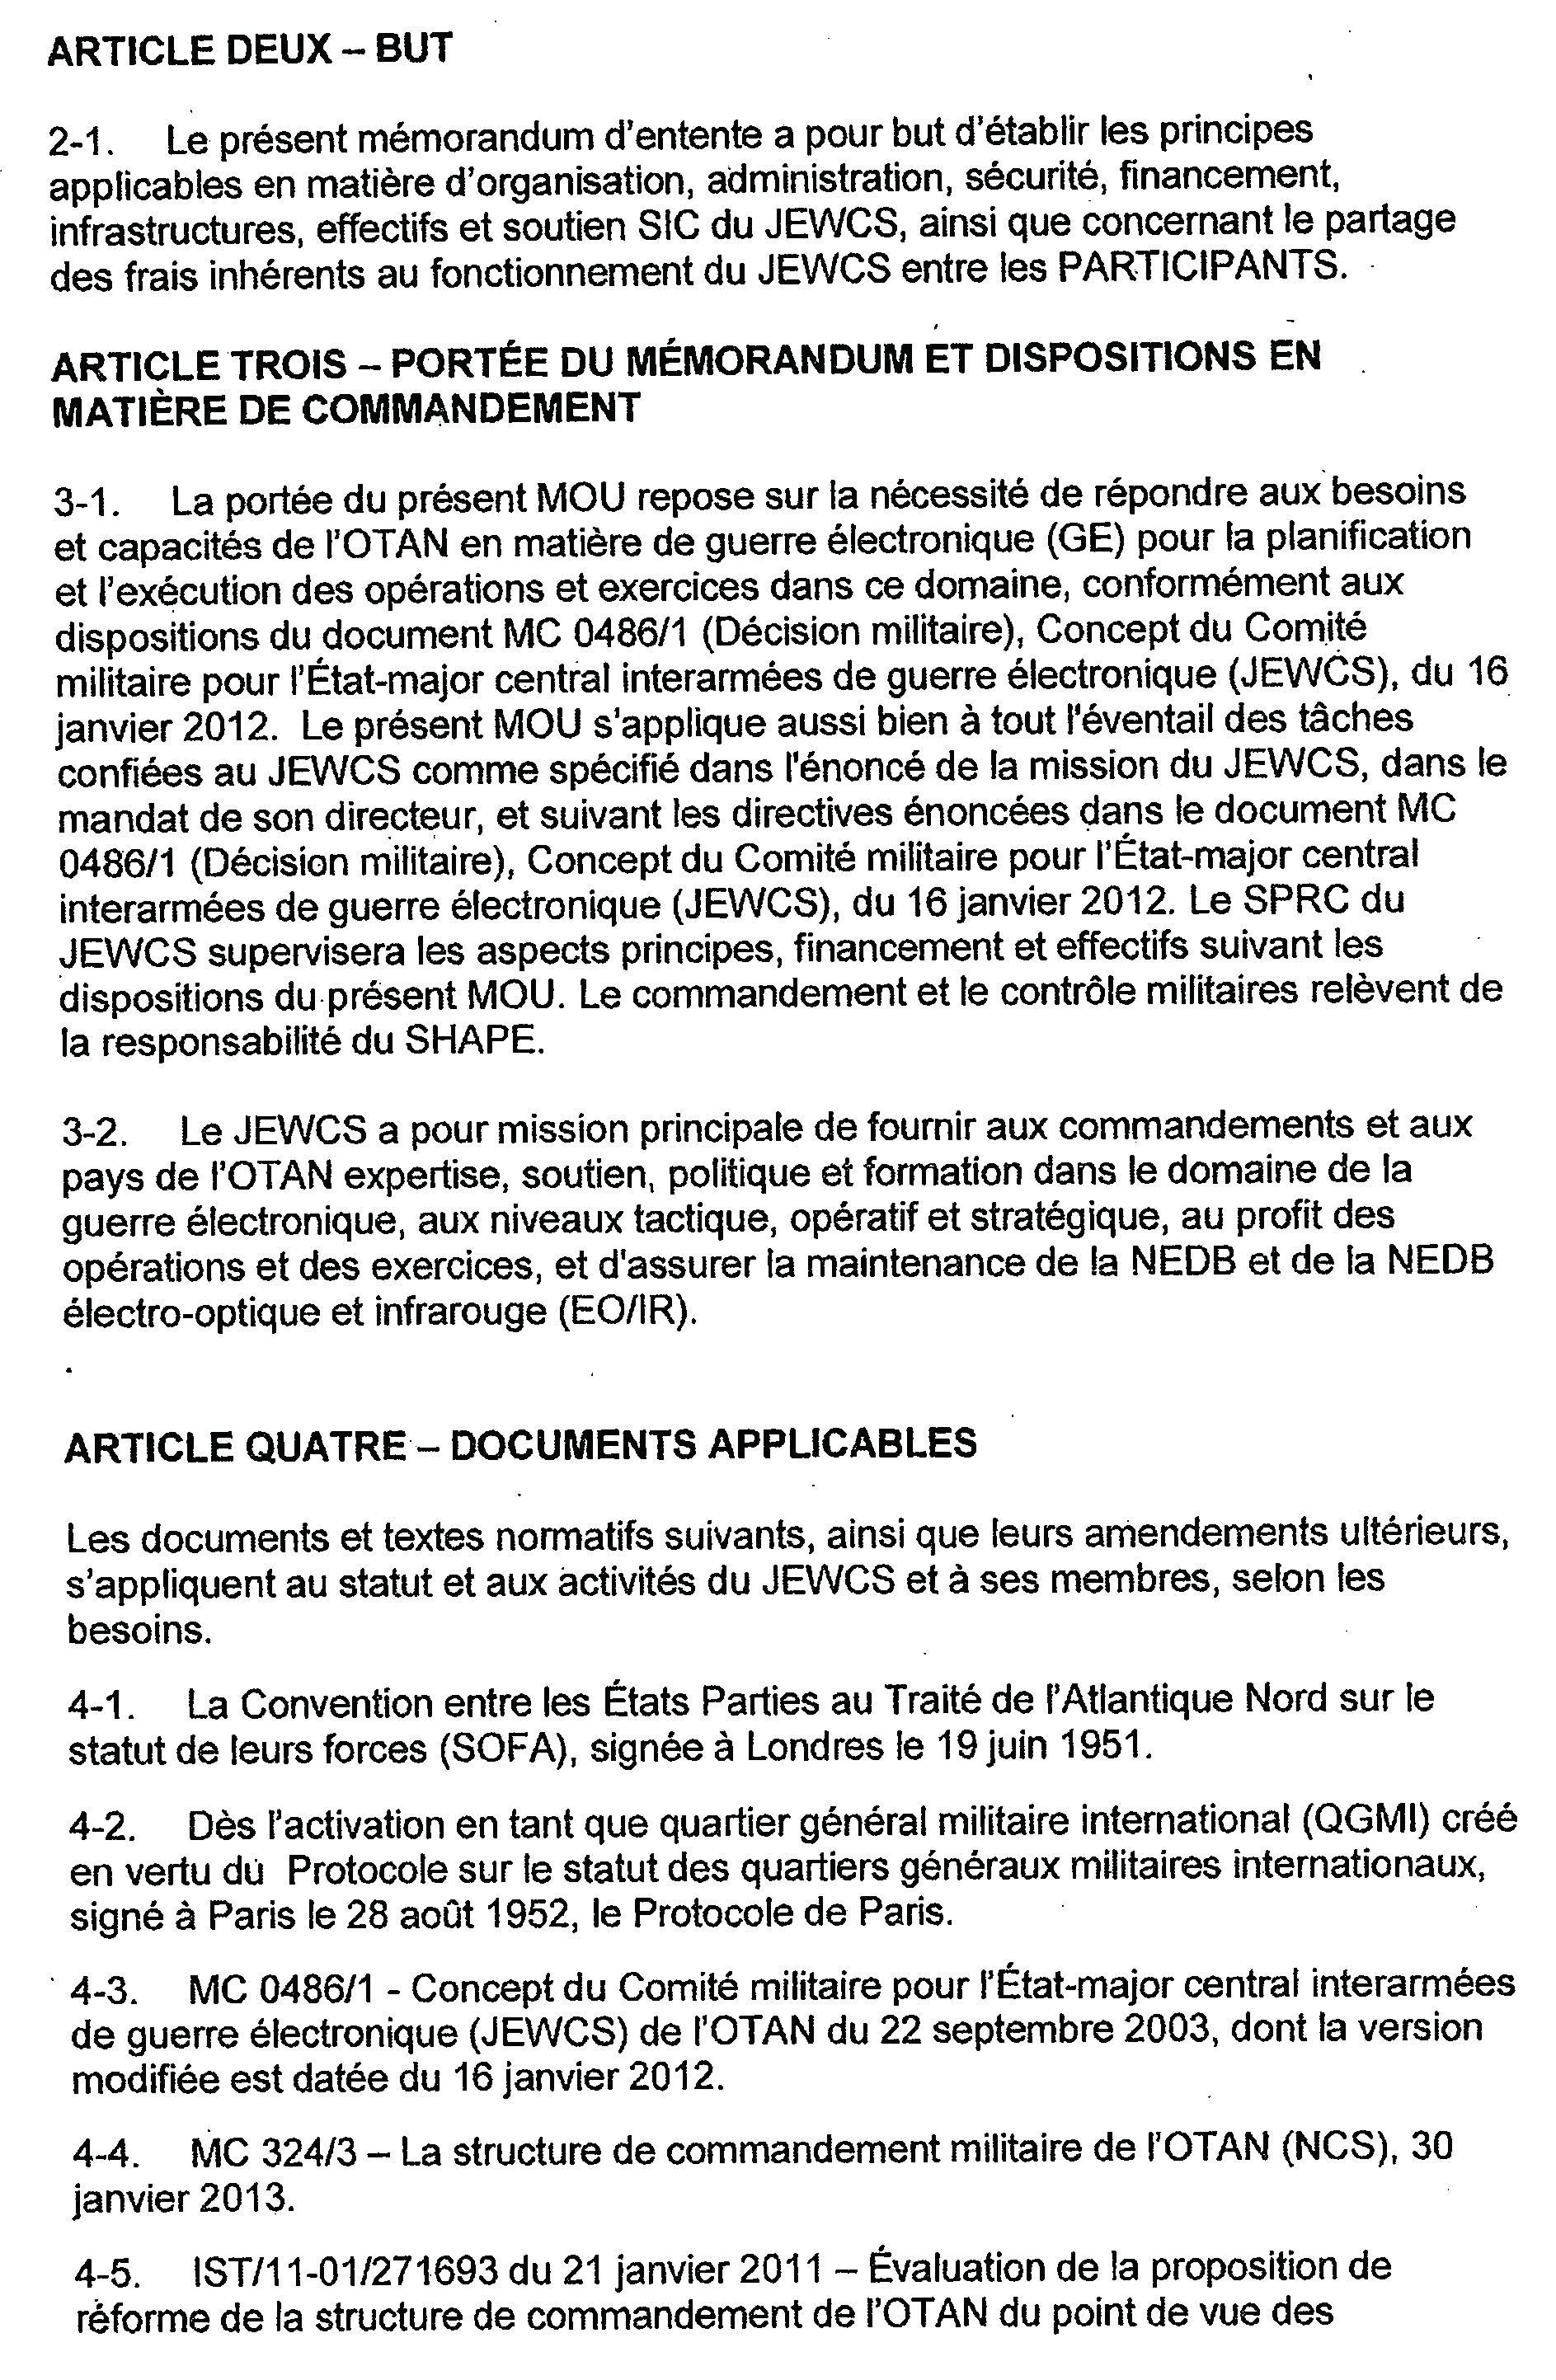 ARTICLE DEUX – BUT
2-1. Le présent mémorandum d'entente a pour but d'établir les principes
applicables en matière d'organisation, administration, sécurité, financement,
infrastructures, effectifs et soutien SIC du JEWCS, ainsi que concernant le partage
des frais inhérents au fonctionnement du JEWCS entre les PARTICIPANTS.
ARTICLE TROIS – PORTÉE DU MÉMORANDUM ET DISPOSITIONS EN
MATIÈRE DE COMMANDEMENT
3-1. La portée du présent MOU repose sur la nécessité de répondre aux besoins
et capacités de l'OTAN en matière de guerre électronique (GE) pour la planification
et l'exécution des opérations et exercices dans ce domaine, conformément aux
dispositions du document MC 0486/1 (Décision militaire), Concept du Comité
militaire pour l'État-major central interarmées de guerre électronique (JEWCS), du 16
janvier 2012. Le présent MOU s'applique aussi bien à tout l'éventail des tâches
confiées au JEWCS comme spécifié dans l'énoncé de la mission du JEWCS, dans le
mandat de son directeur, et suivant les directives énoncées dans le document MC
0486/1 (Décision militaire), Concept du Comité militaire pour l'État-major central
interarmées de guerre électronique (JEWCS), du 16 janvier 2012. Le SPRC du
JEWCS supervisera les aspects principes, financement et effectifs suivant les
dispositions du présent MOU. Le commandement et le contrôle militaires relèvent de
la responsabilité du SHAPE.
3-2. Le JEWCS a pour mission principale de fournir aux commandements et aux
pays de l'OTAN expertise, soutien, politique et formation dans le domaine de la
guerre électronique, aux niveaux tactique, opératif et stratégique, au profit des
opérations et des exercices, et d'assurer la maintenance de la NEDB et de la NEDB
électro-optique et infrarouge (EO/IR).
ARTICLE QUATRE – DOCUMENTS APPLICABLES
Les documents et textes normatifs suivants, ainsi que leurs amendements ultérieurs,
s'appliquent au statut et aux activités du JEWCS et à ses membres, selon les
besoins.
4-1. La Convention entre les États Parties au Traité de l'Atlantique Nord sur le
statut de leurs forces (SOFA), signée à Londres le 19 juin 1951.
4-2. Dès l'activation en tant que quartier général militaire international (QGMI) créé
en vertu du Protocole sur le statut des quartiers généraux militaires internationaux,
signé à Paris le 28 août 1952, le Protocole de Paris.
4-3. MC 0486/1 - Concept du Comité militaire pour l'État-major central interarmées
de guerre électronique (JEWCS) de l'OTAN du 22 septembre 2003, dont la version
modifiée est datée du 16 janvier 2012.
4-4. MC 324/3 – La structure de commandement militaire de l'OTAN (NCS), 30
janvier 2013.
4-5. IST/11-01/271693 du 21 janvier 2011 – Évaluation de la proposition de
réforme de la structure de commandement de l'OTAN du point de vue des